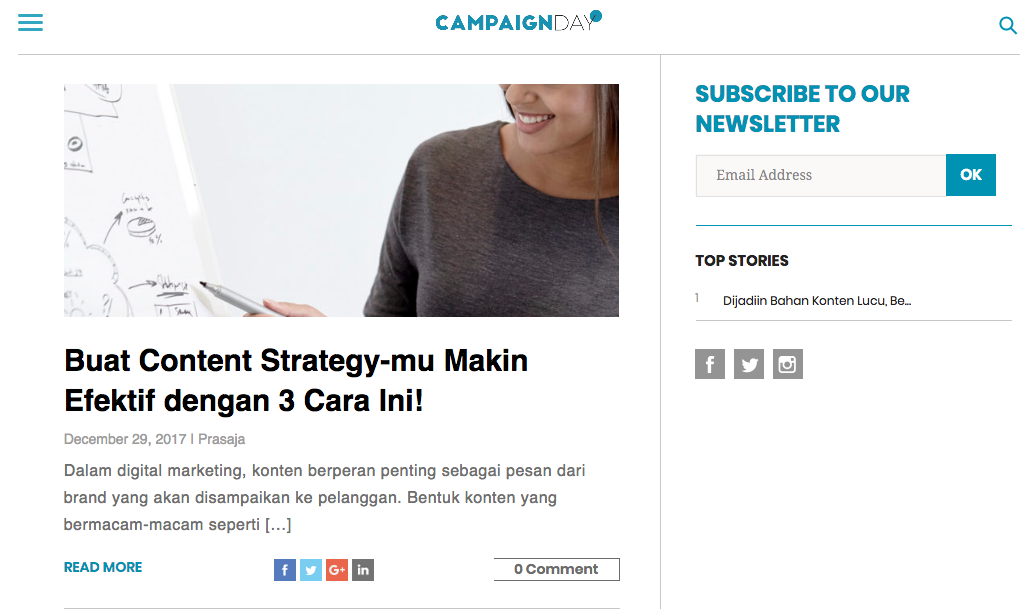 CAMPAIGNDAY
SUBSCRIBE TO OUR
NEWSLETTER
Email Address
OK
TOP STORIES
1 Dijadiin Bahan Konten Lucu, Be...
Buat Content Strategy-mu Makin
Efektif dengan 3 Cara Ini!
December 29, 2017 | Prasaja
Dalam digital marketing, konten berperan penting sebagai pesan dari
brand yang akan disampaikan ke pelanggan. Bentuk konten yang
bermacam-macam seperti [...]
READ MORE
f
G+
in
0 Comment